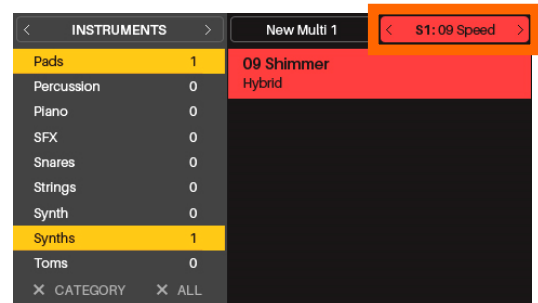 < INSTRUMENTS >
New Multi 1
< S1: 09 Speed >
Pads 1
Percussion 0
Piano 0
SFX 0
Snares 0
Strings 0
Synth 0
Synths 1
Toms 0
× CATEGORY × ALL
09 Shimmer
Hybrid